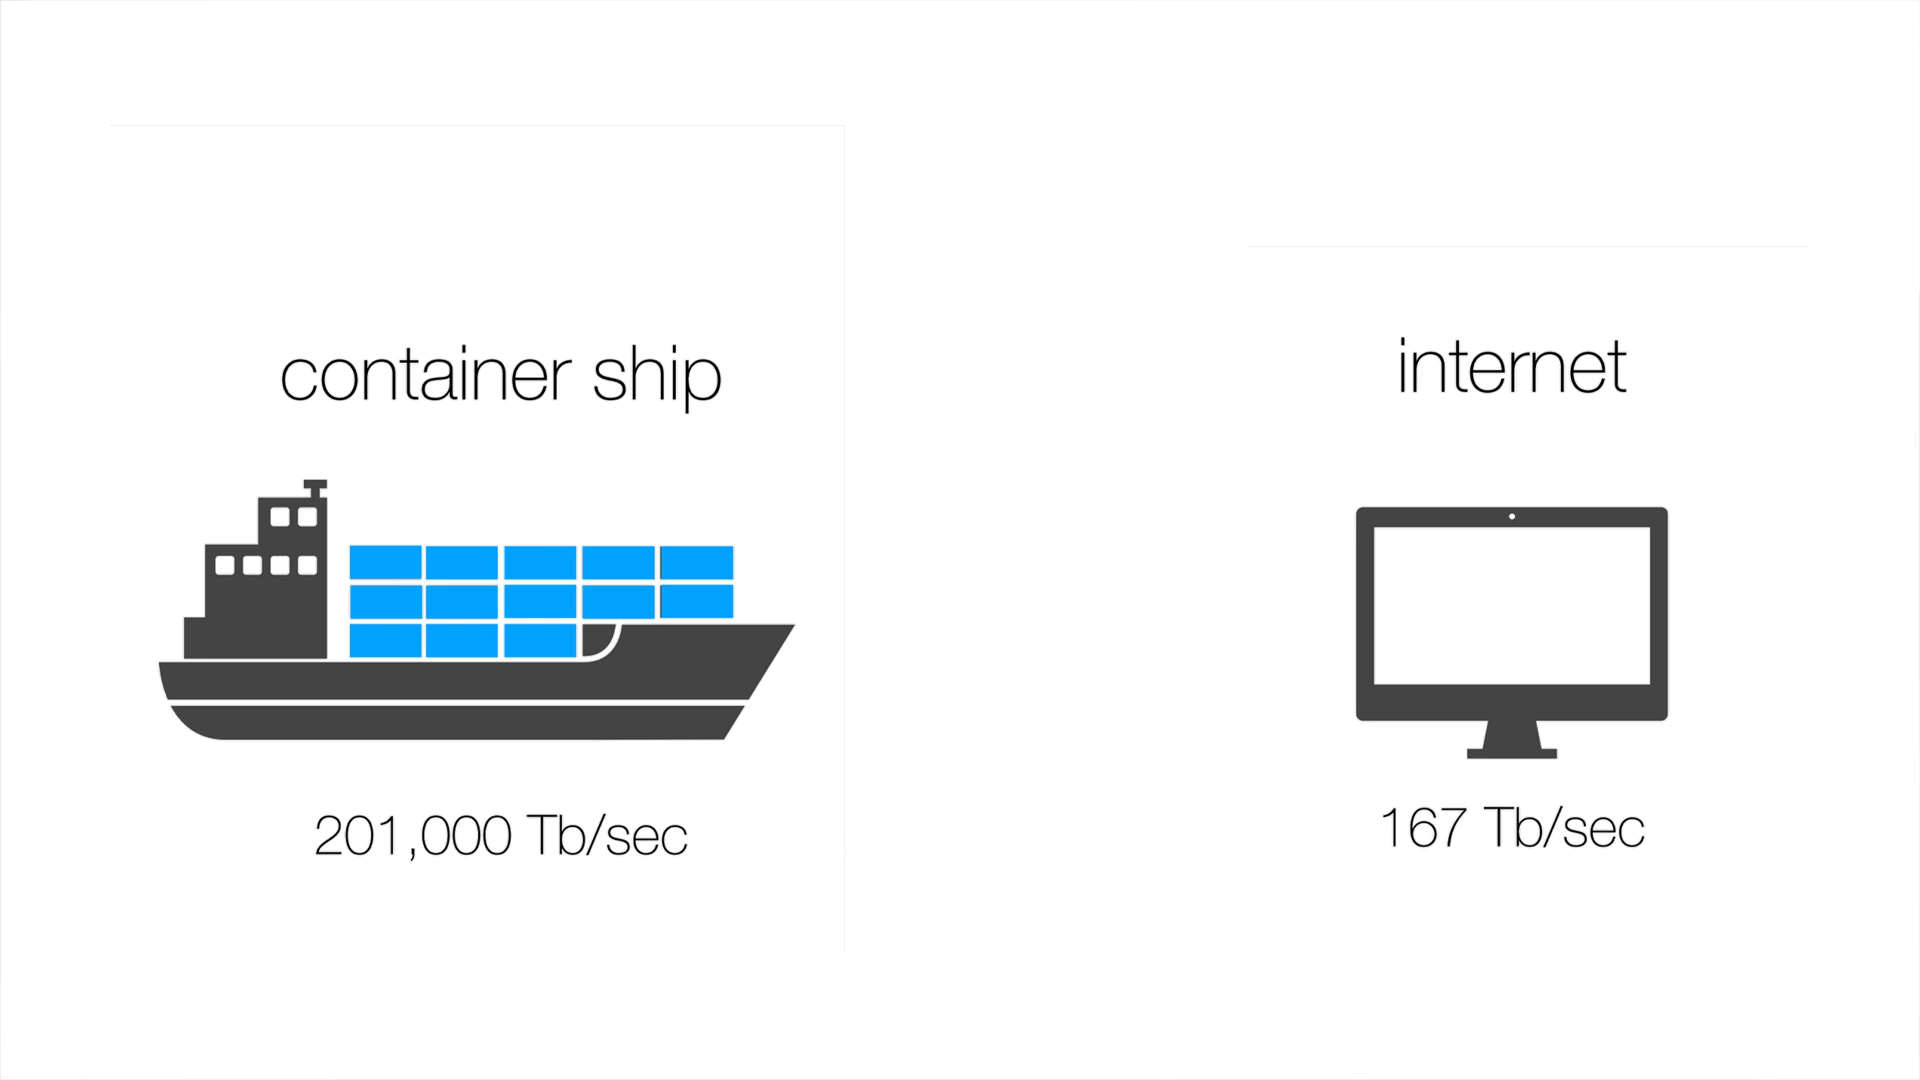 container ship
201,000 Tb/sec
internet
167 Tb/sec